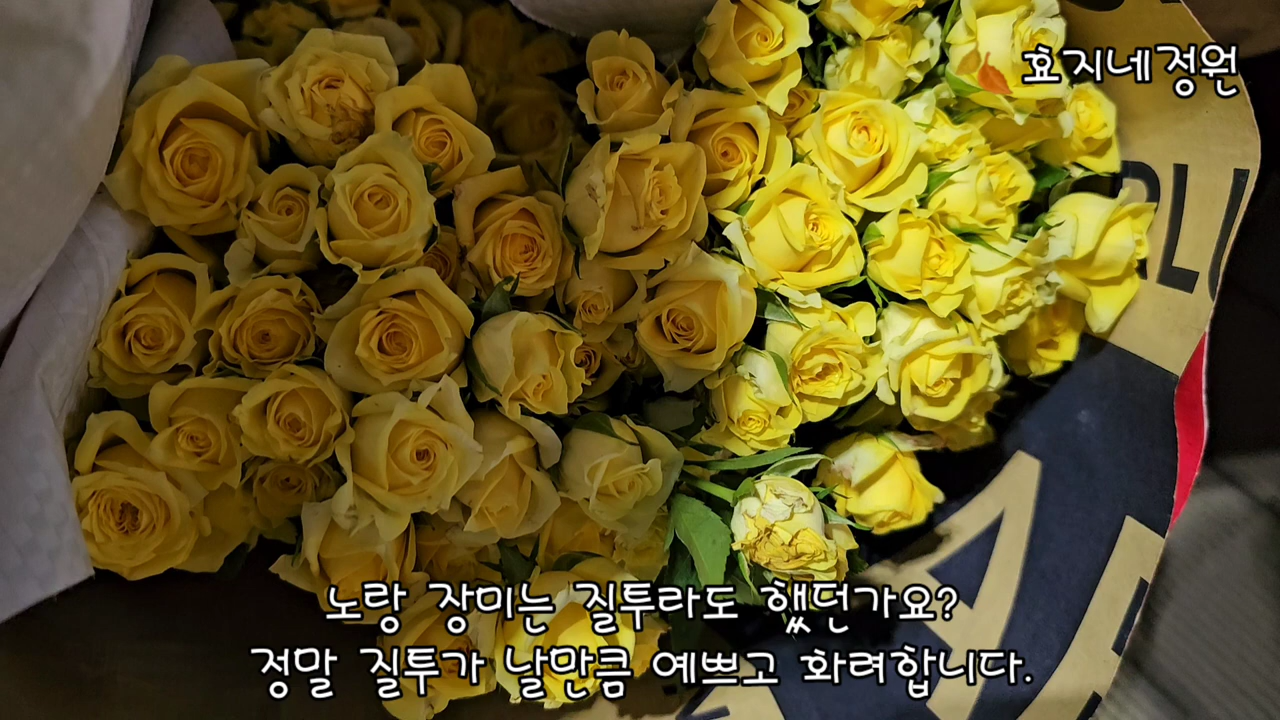 효지네정원
노랑 장미는 질투라도 했던가요?
정말 질투가 날만큼 예쁘고 화려합니다.